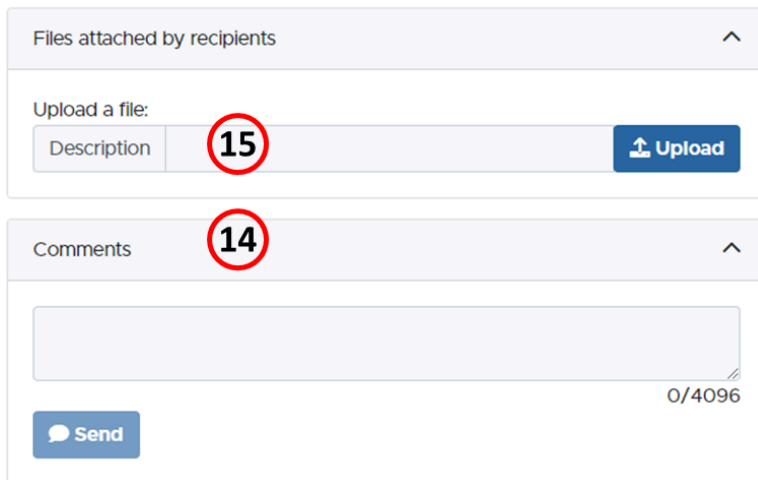 Files attached by recipients
Upload a file:
Description 15 Upload
14
Comments
0/4096
Send